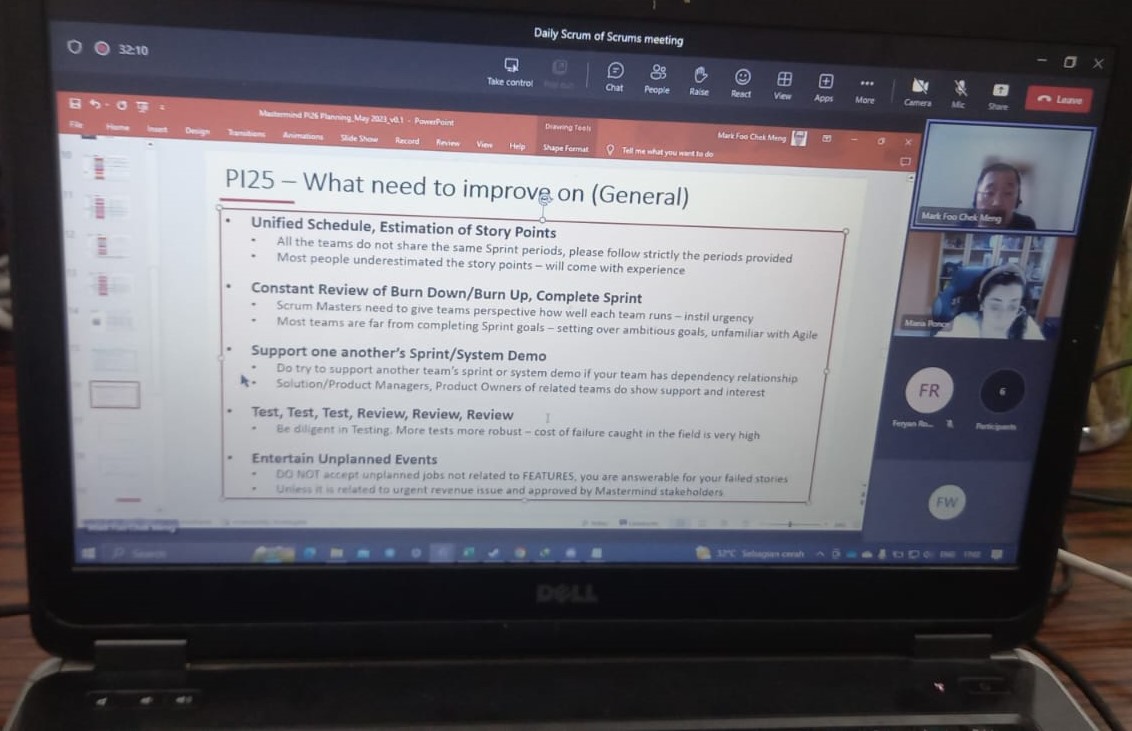 Daily Scrum of Scrums meeting
32:10
Take control
Chat
People
Raise
React
View
Apps
More
Camera
Mic
Share
Leave
Mastermind PI26 Planning_May 2023_v0.1 - PowerPoint
Drawing Tools
Mark Foo Chek Meng
File
Home
Insert
Design
Transitions
Animations
Slide Show
Record
Review
View
Help
Shape Format
Tell me what you want to do
PI25 – What need to improve on (General)
• Unified Schedule, Estimation of Story Points
• All the teams do not share the same Sprint periods, please follow strictly the periods provided
• Most people underestimated the story points – will come with experience
• Constant Review of Burn Down/Burn Up, Complete Sprint
• Scrum Masters need to give teams perspective how well each team runs – instil urgency
• Most teams are far from completing Sprint goals – setting over ambitious goals, unfamiliar with Agile
• Support one another's Sprint/System Demo
• Do try to support another team's sprint or system demo if your team has dependency relationship
• Solution/Product Managers, Product Owners of related teams do show support and interest
• Test, Test, Test, Review, Review, Review
• Be diligent in Testing. More tests more robust – cost of failure caught in the field is very high
• Entertain Unplanned Events
• DO NOT accept unplanned jobs not related to FEATURES, you are answerable for your failed stories
• Unless it is related to urgent revenue issue and approved by Mastermind stakeholders
Mark Foo Chek Meng
Maria Ponce
FR
6
Feryan Ro...
Participants
FW
Search
32°C Sebagian cerah
DELL